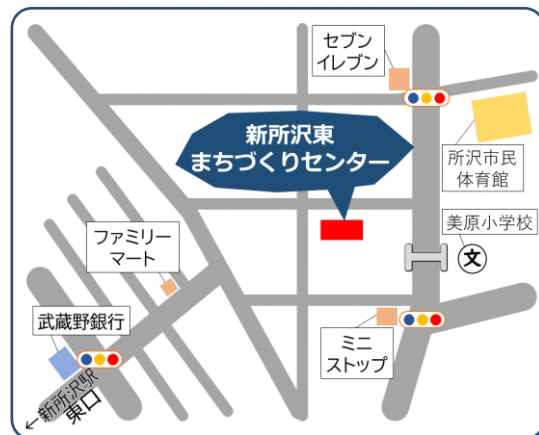 セブン
イレブン
新所沢東
まちづくりセンター
所沢市民
体育館
美原小学校
文
ファミリー
マート
武蔵野銀行
ミニ
ストップ
←新所沢駅
東口